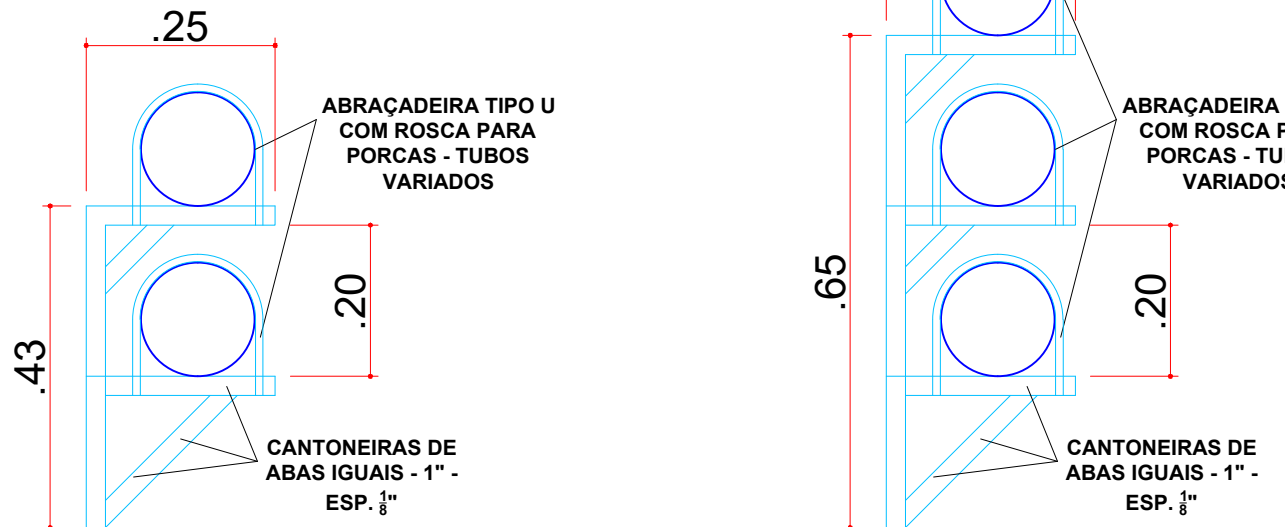 .25
ABRAÇADEIRA TIPO U
COM ROSCA PARA
PORCAS - TUBOS
VARIADOS
.43
.20
CANTONEIRAS DE
ABAS IGUAIS - 1" -
ESP. 1/8"
ABRAÇADEIRA
COM ROSCA
PORCAS -
VARIADOS
.65
.20
CANTONEIRAS DE
ABAS IGUAIS - 1" -
ESP. 1/8"